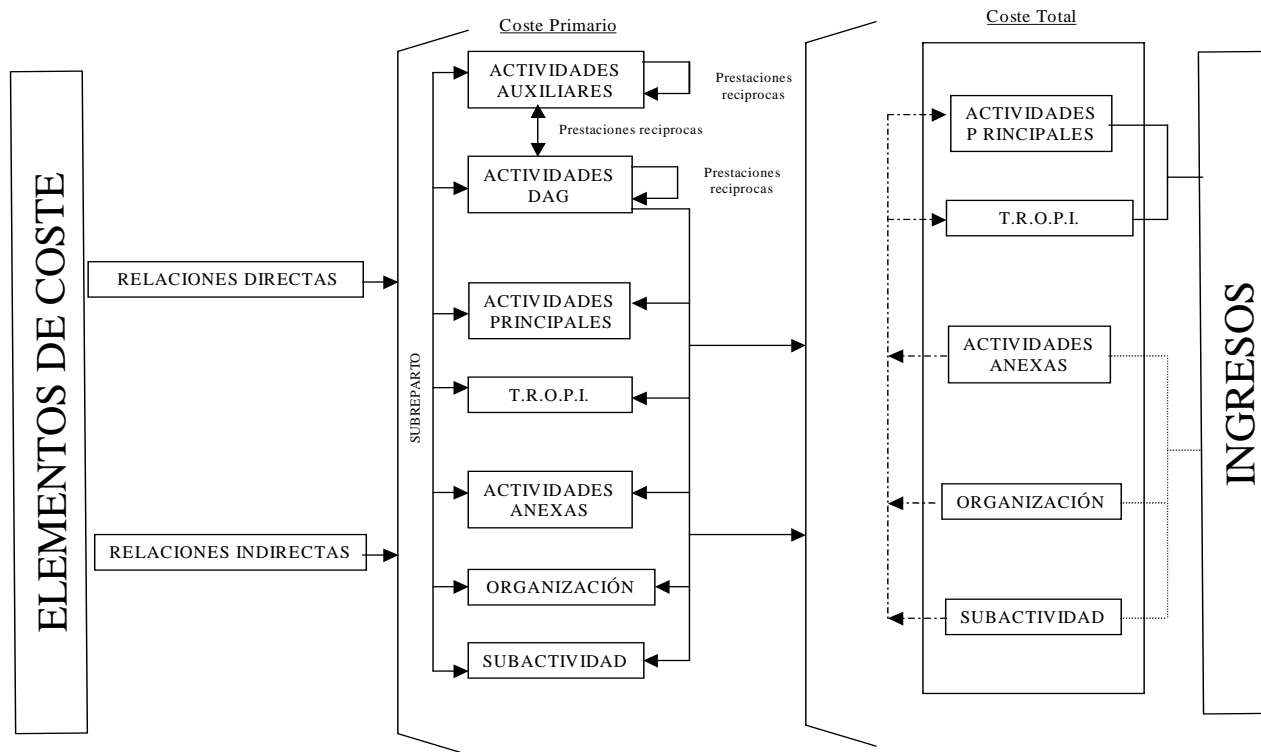 ELEMENTOS DE COSTE
RELACIONES DIRECTAS
RELACIONES INDIRECTAS
SUBREPARTO
Coste Primario
ACTIVIDADES
AUXILIARES
Prestaciones
reciprocas
Prestaciones reciprocas
ACTIVIDADES
DAG
Prestaciones
reciprocas
ACTIVIDADES
PRINCIPALES
T.R.O.P.I.
ACTIVIDADES
ANEXAS
ORGANIZACIÓN
SUBACTIVIDAD
Coste Total
ACTIVIDADES
P RINCIPALES
T.R.O.P.I.
ACTIVIDADES
ANEXAS
ORGANIZACIÓN
SUBACTIVIDAD
INGRESOS